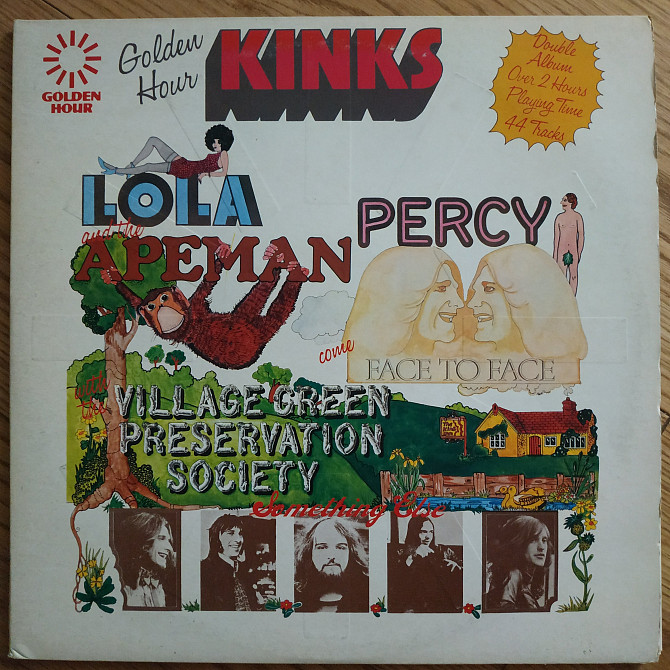 GOLDEN
HOUR
Golden
Hour
KINKS
Double
Album
Over 2 Hours
Playing Time
44 Tracks
LOLA
and the
APEMAN
PERCY
come
FACE TO FACE
with
the
VILLAGE GREEN
PRESERVATION
SOCIETY
Something Else